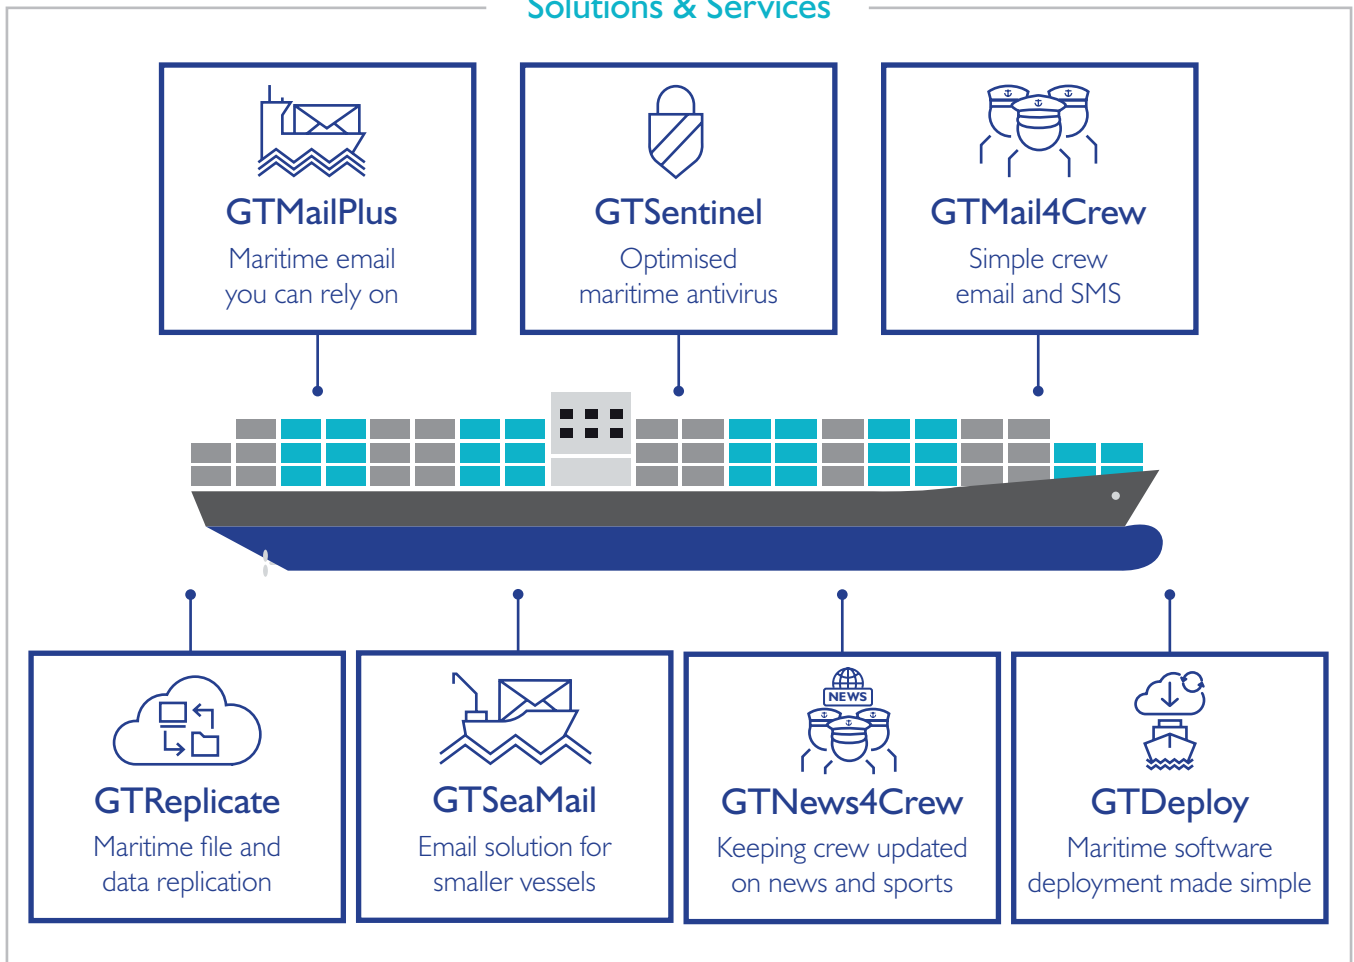 Solutions & Services
GTMailPlus
Maritime email
you can rely on
GTSentinel
Optimised
maritime antivirus
GTMail4Crew
Simple crew
email and SMS
GTReplicate
Maritime file and
data replication
GTSeaMail
Email solution for
smaller vessels
NEWS
GTNews4Crew
Keeping crew updated
on news and sports
GTDeploy
Maritime software
deployment made simple